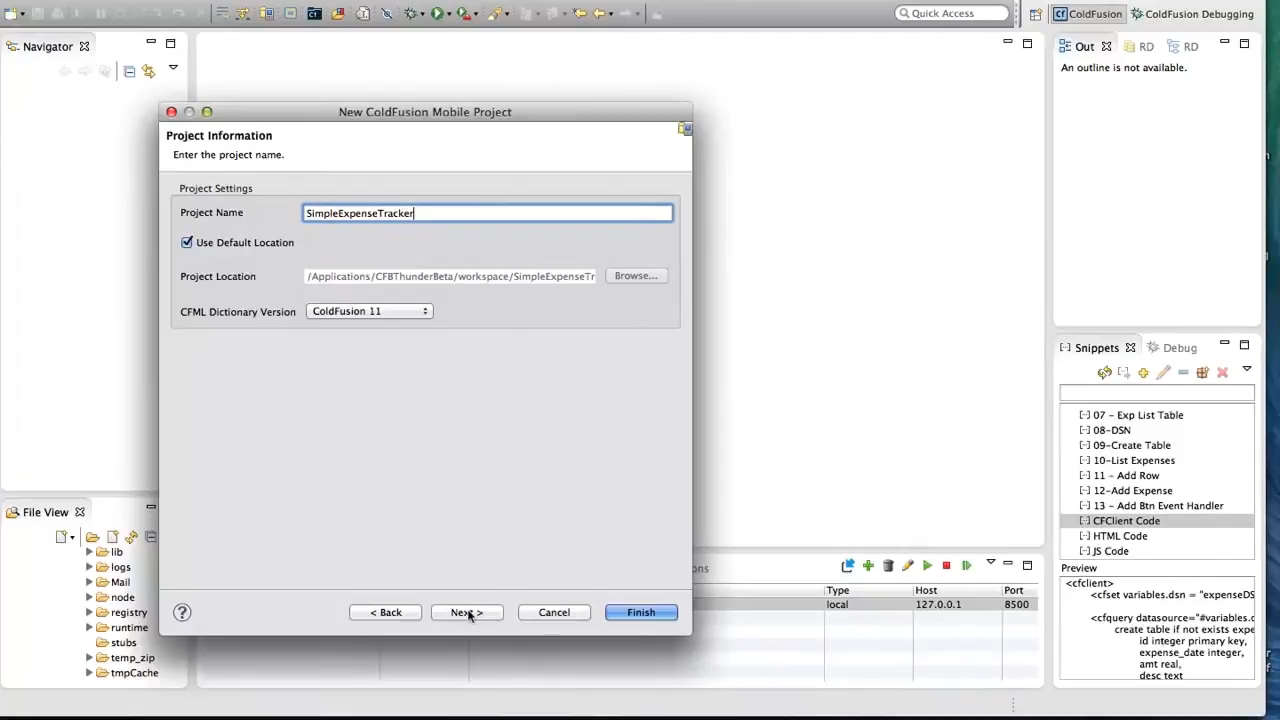 Quick Access
Cf ColdFusion
ColdFusion Debugging
Navigator
Out
RD
RD
An outline is not available.
New ColdFusion Mobile Project
Project Information
Enter the project name.
Project Settings
Project Name
SimpleExpenseTracker
Use Default Location
Project Location
/Applications/CFBThunderBeta/workspace/SimpleExpenseTr
Browse...
CFML Dictionary Version
ColdFusion 11
?
< Back
Next >
Cancel
Finish
Snippets
Debug
07 - Exp List Table
08-DSN
09-Create Table
10-List Expenses
11 - Add Row
12-Add Expense
13 - Add Btn Event Handler
CFClient Code
HTML Code
JS Code
Preview
<cfclient>
<cfset variables.dsn = "expenseDS
<cfquery datasource="#variables.d
create table if not exists expe
id integer primary key,
expense_date integer,
amt real,
desc text
File View
lib
logs
Mail
node
registry
runtime
stubs
temp_zip
tmpCache
ons
Type
Host
Port
local
127.0.0.1
8500